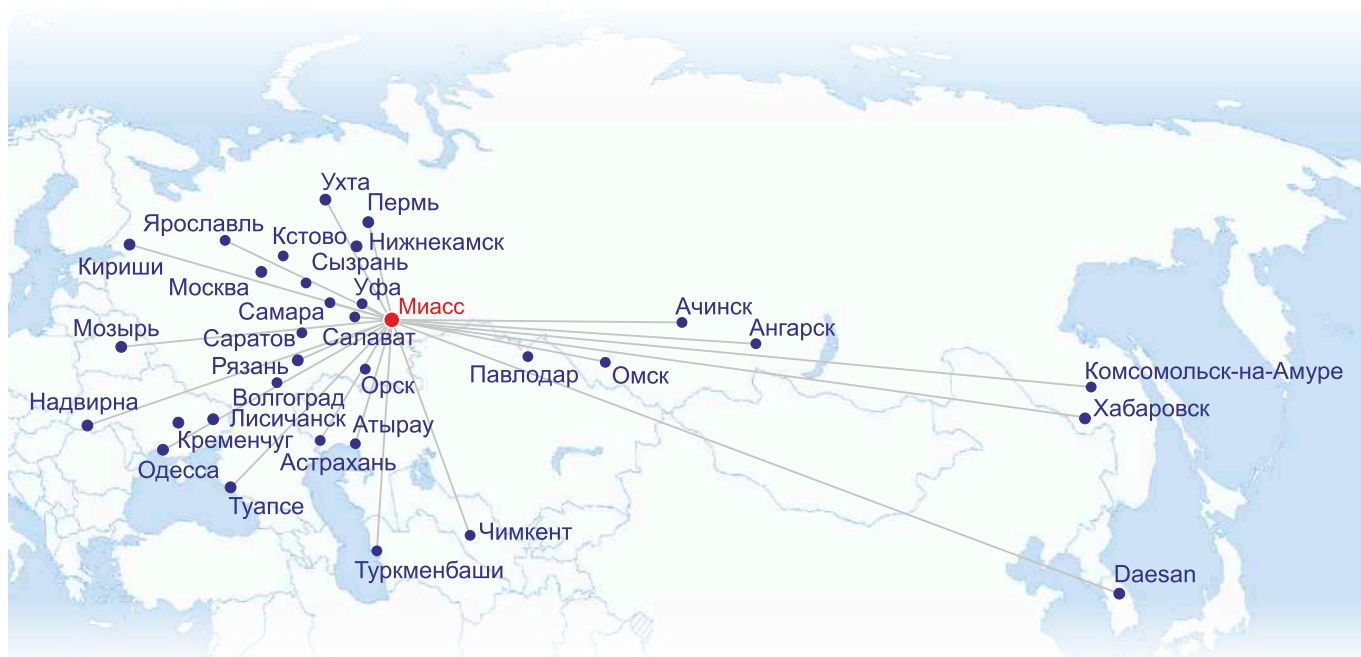 Ухта
Пермь
Ярославль
Кстово
Нижнекамск
Кириши
Сызрань
Москва
Уфа
Миасс
Самара
Ачинск
Мозырь
Ангарск
Саратов
Салават
Рязань
Павлодар
Омск
Комсомольск-на-Амуре
Орск
Волгоград
Надвирна
Хабаровск
Лисичанск
Атырау
Кременчуг
Одесса
Астрахань
Туапсе
Чимкент
Туркменбаши
Daesan